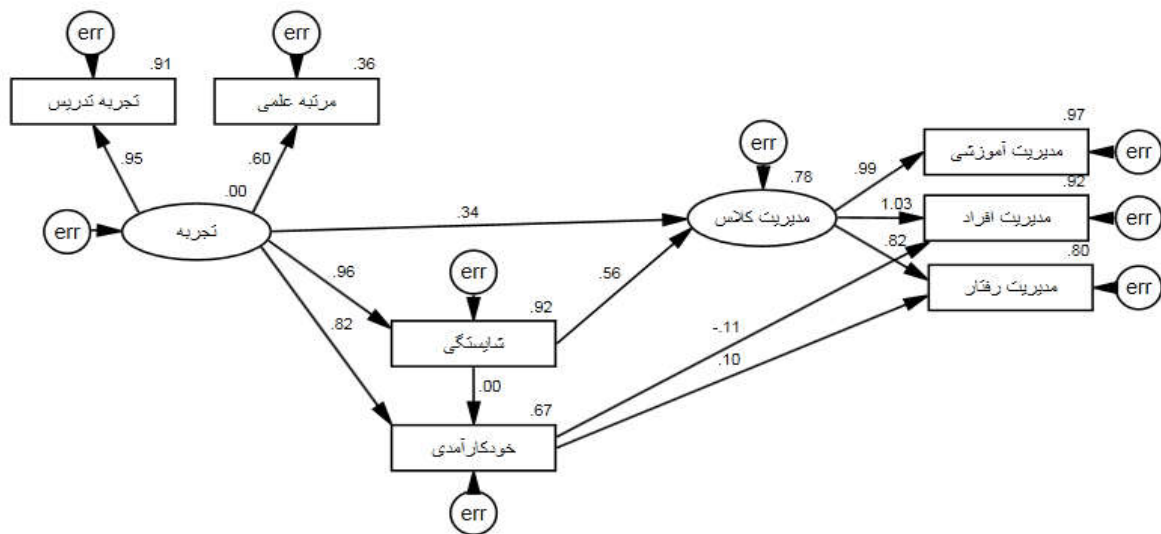 err
err
.91
.36
تجربه تدریس
مرتبه علمی
.95
.60
.00
err
تجربه
.34
.96
.82
err
.92
شایستگی
.00
.67
خودکارآمدی
err
.56
err
.78
مدیریت کلاس
.99
1.03
.82
-.11
.10
.97
مدیریت آموزشی
err
.92
مدیریت افراد
err
.80
مدیریت رفتار
err